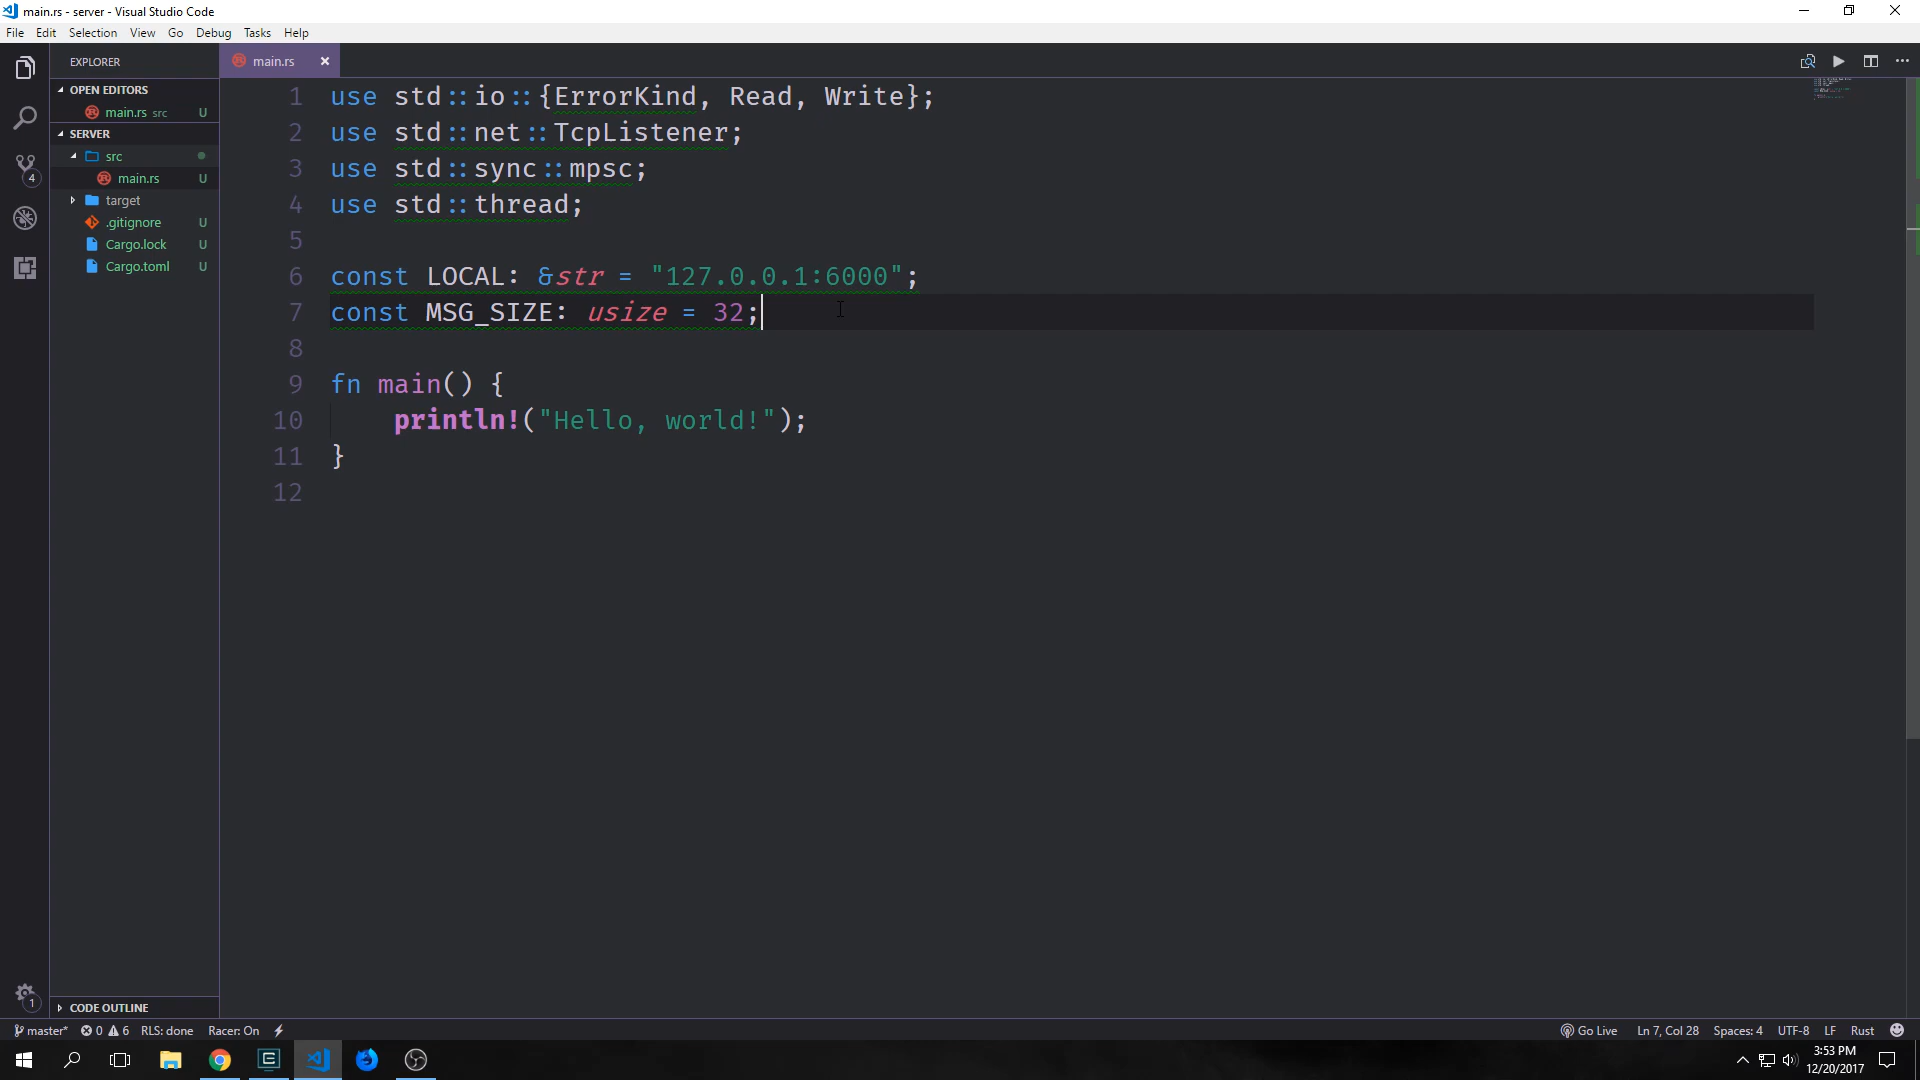 main.rs - server - Visual Studio Code
File Edit Selection View Go Debug Tasks Help
EXPLORER
OPEN EDITORS
main.rs src U
SERVER
src
main.rs U
target
.gitignore U
Cargo.lock U
Cargo.toml U
4
1
CODE OUTLINE
main.rs
1 use std::io::{ErrorKind, Read, Write};
2 use std::net::TcpListener;
3 use std::sync::mpsc;
4 use std::thread;
5
6 const LOCAL: &str = "127.0.0.1:6000";
7 const MSG_SIZE: usize = 32;
8
9 fn main() {
10 println!("Hello, world!");
11 }
12
master* 0 6 RLS: done Racer: On Go Live Ln 7, Col 28 Spaces: 4 UTF-8 LF Rust
3:53 PM
12/20/2017